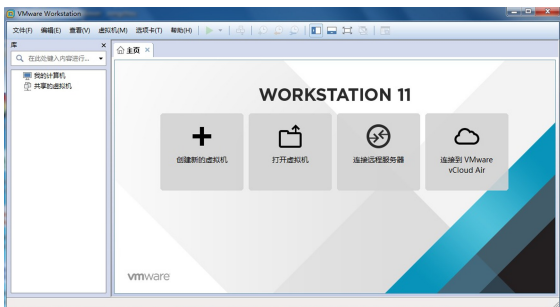 VMware Workstation
文件(F) 编辑(E) 查看(V) 虚拟机(M) 选项卡(T) 帮助(H)
库
在此处键入内容进行...
我的计算机
共享的虚拟机
主页
WORKSTATION 11
创建新的虚拟机
打开虚拟机
连接远程服务器
连接到 VMware
vCloud Air
vmware